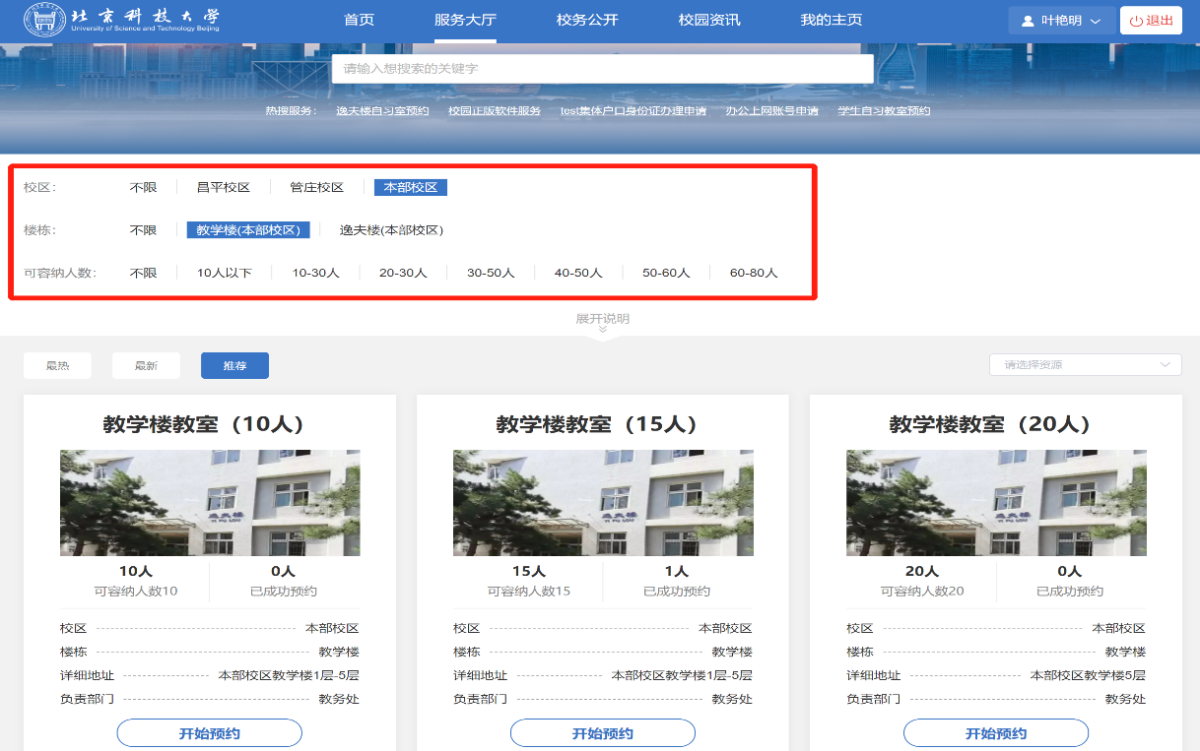 北京科技大学 首页 服务大厅 校务公开 校园资讯 我的主页 叶艳明 退出
University of Science and Technology Beijing
请输入想搜索的关键字
热搜服务: 逸夫楼自习室预约 校园正版软件服务 test集体户口身份证办理申请 办公上网账号申请 学生自习教室预约
校区: 不限 昌平校区 管庄校区 本部校区
楼栋: 不限 教学楼(本部校区) 逸夫楼(本部校区)
可容纳人数: 不限 10人以下 10-30人 20-30人 30-50人 40-50人 50-60人 60-80人
展开说明
最热 最新 推荐 请选择资源
教学楼教室（10人） 教学楼教室（15人） 教学楼教室（20人）
逸夫楼 逸夫楼 逸夫楼
YI FU LOU YI FU LOU YI FU LOU
10人 0人 15人 1人 20人 0人
可容纳人数10 已成功预约 可容纳人数15 已成功预约 可容纳人数20 已成功预约
校区 本部校区 校区 本部校区 校区 本部校区
楼栋 教学楼 楼栋 教学楼 楼栋 教学楼
详细地址 本部校区教学楼1层-5层 详细地址 本部校区教学楼1层-5层 详细地址 本部校区教学楼5层
负责部门 教务处 负责部门 教务处 负责部门 教务处
开始预约 开始预约 开始预约